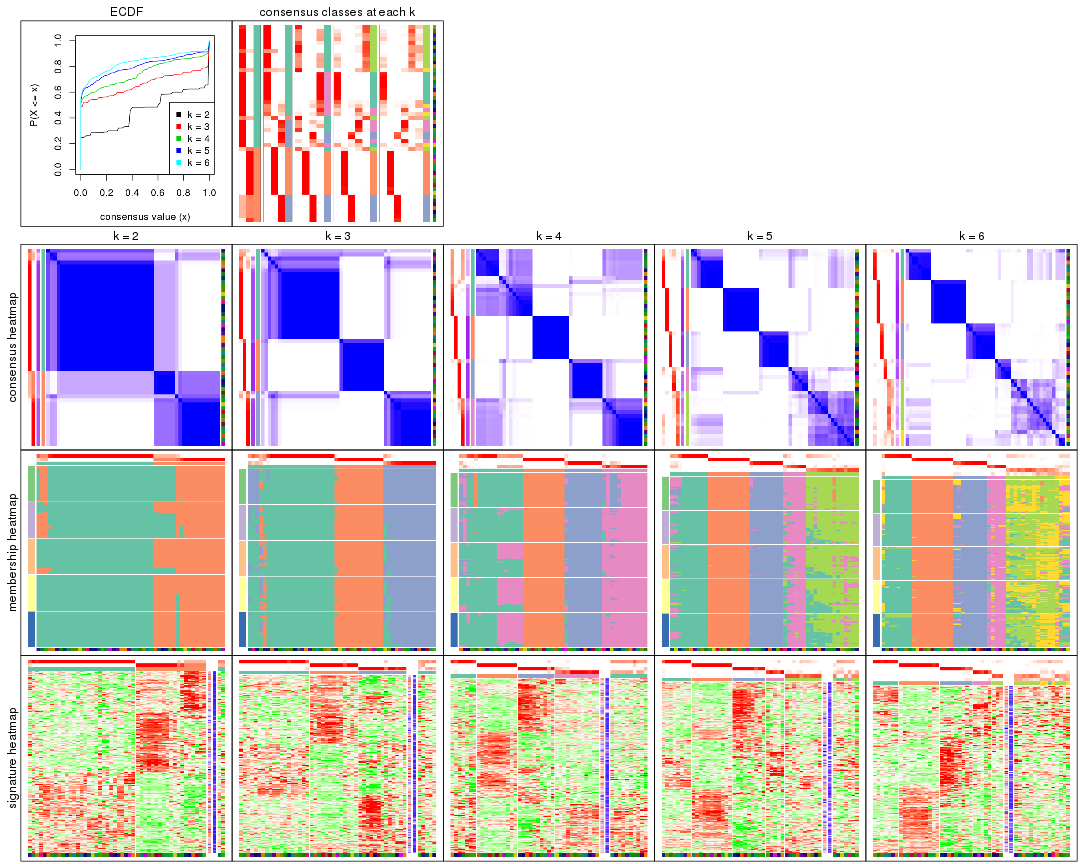 ECDF
consensus classes at each k
P(X <= x)
0.0 0.2 0.4 0.6 0.8 1.0
k = 2
k = 3
k = 4
k = 5
k = 6
0.0 0.2 0.4 0.6 0.8 1.0
consensus value (x)
k = 2 k = 3 k = 4 k = 5 k = 6
consensus heatmap
membership heatmap
signature heatmap